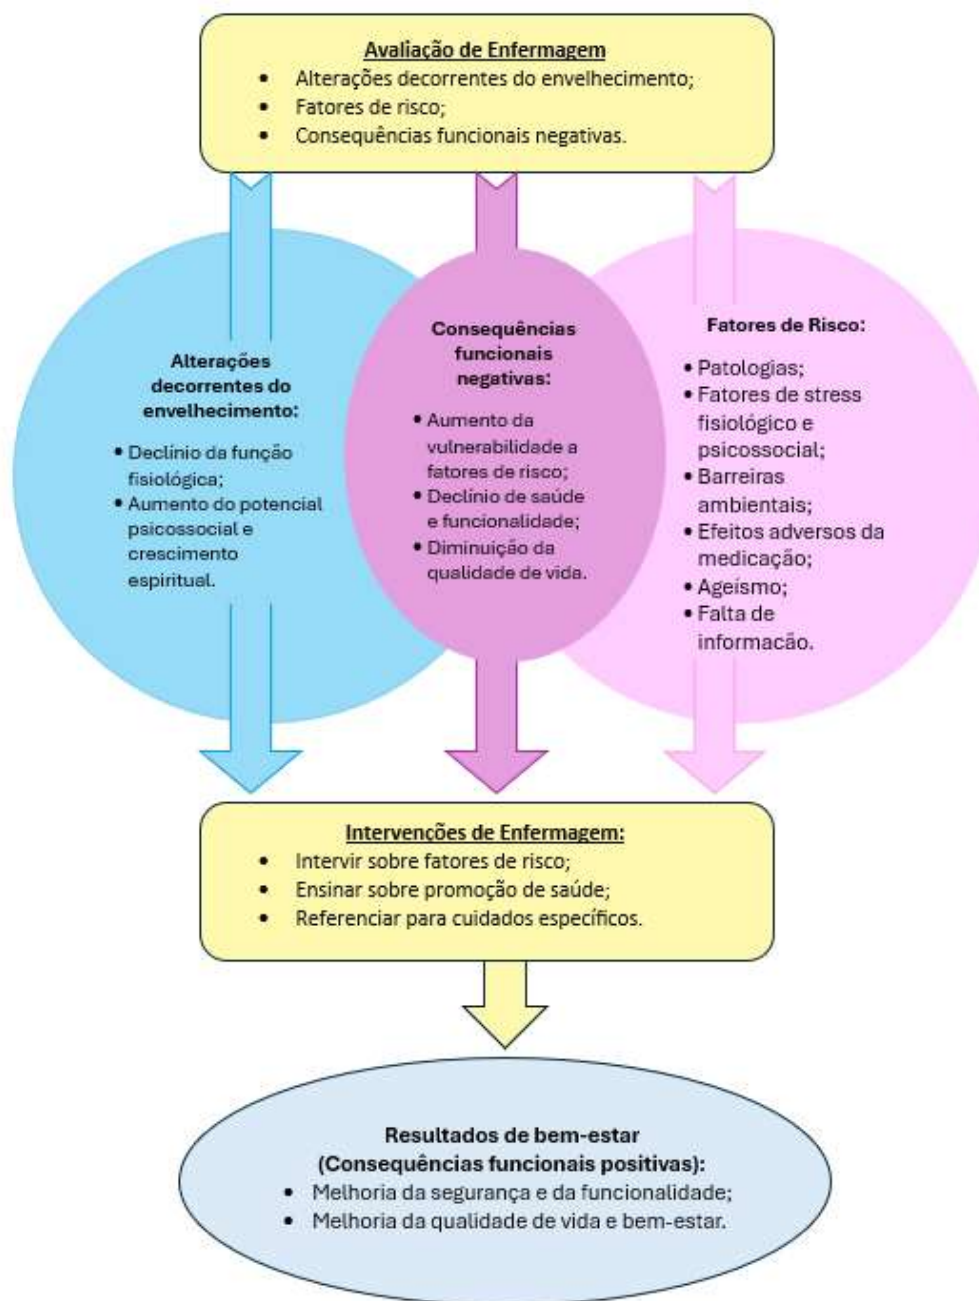 Avaliação de Enfermagem
• Alterações decorrentes do envelhecimento;
• Fatores de risco;
• Consequências funcionais negativas.
Alterações
decorrentes do
envelhecimento:
• Declínio da função
fisiológica;
• Aumento do potencial
psicossocial e
crescimento
espiritual.
Consequências
funcionais
negativas:
• Aumento da
vulnerabilidade a
fatores de risco;
• Declínio de saúde
e funcionalidade;
• Diminuição da
qualidade de vida.
Fatores de Risco:
• Patologias;
• Fatores de stress
fisiológico e
psicossocial;
• Barreiras
ambientais;
• Efeitos adversos da
medicação;
• Ageísmo;
• Falta de
informacão.
Intervenções de Enfermagem:
• Intervir sobre fatores de risco;
• Ensinar sobre promoção de saúde;
• Referenciar para cuidados específicos.
Resultados de bem-estar
(Consequências funcionais positivas):
• Melhoria da segurança e da funcionalidade;
• Melhoria da qualidade de vida e bem-estar.